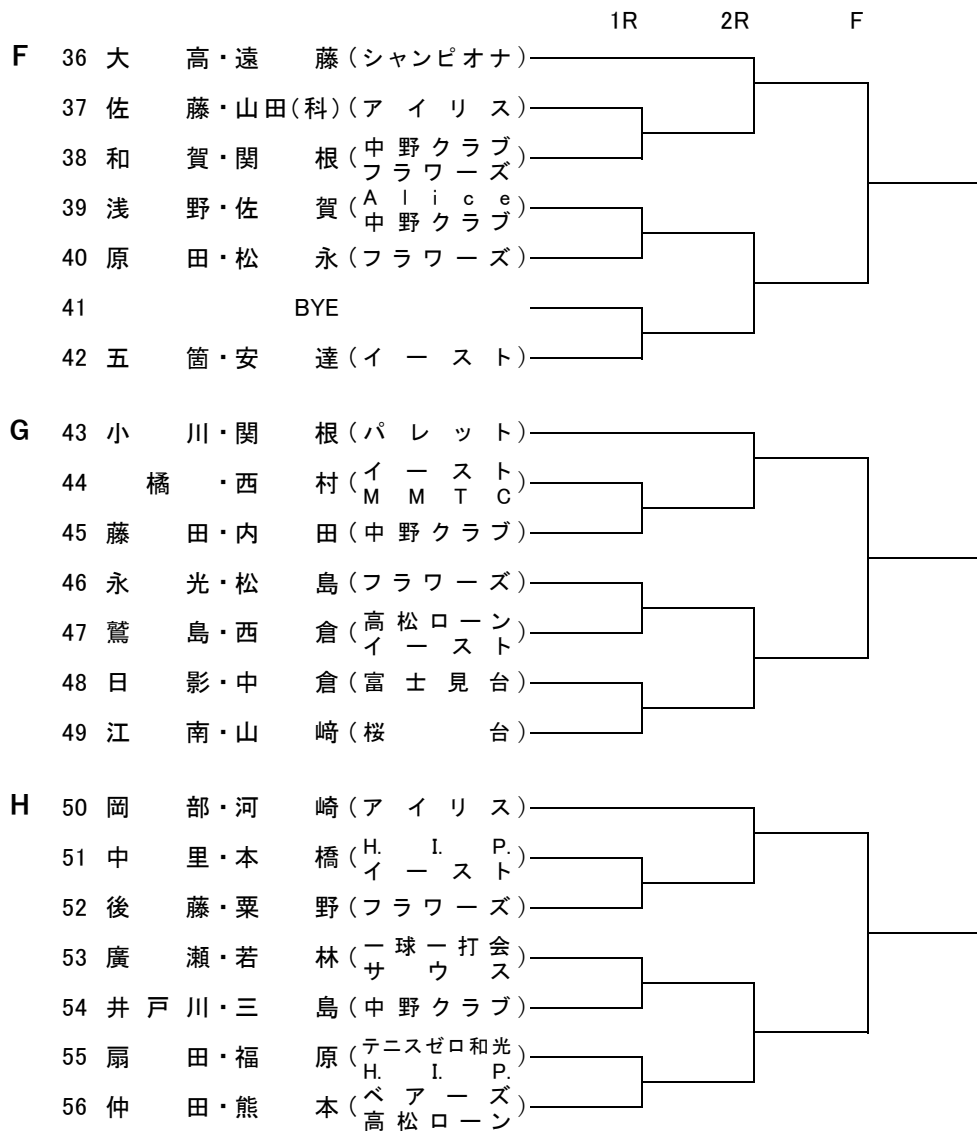 1R 2R F
F 36 大高・遠藤(シャンピオナ)
37 佐藤・山田(科)(アイリス)
38 和賀・関根(中野クラブ
フラワーズ)
39 浅野・佐賀(Alice
中野クラブ)
40 原田・松永(フラワーズ)
41 BYE
42 五箇・安達(イースト)
G 43 小川・関根(パレット)
44 橘・西村(イースト
MMTC)
45 藤田・内田(中野クラブ)
46 永光・松島(フラワーズ)
47 鷲島・西倉(高松ローン
イースト)
48 日影・中倉(富士見台)
49 江南・山﨑(桜台)
H 50 岡部・河崎(アイリス)
51 中里・本橋(H.I.P.
イースト)
52 後藤・粟野(フラワーズ)
53 廣瀬・若林(一球一打会
サウス)
54 井戸川・三島(中野クラブ)
55 扇田・福原(テニスゼロ和光
H.I.P.)
56 仲田・熊本(ベアーズ
高松ローン)